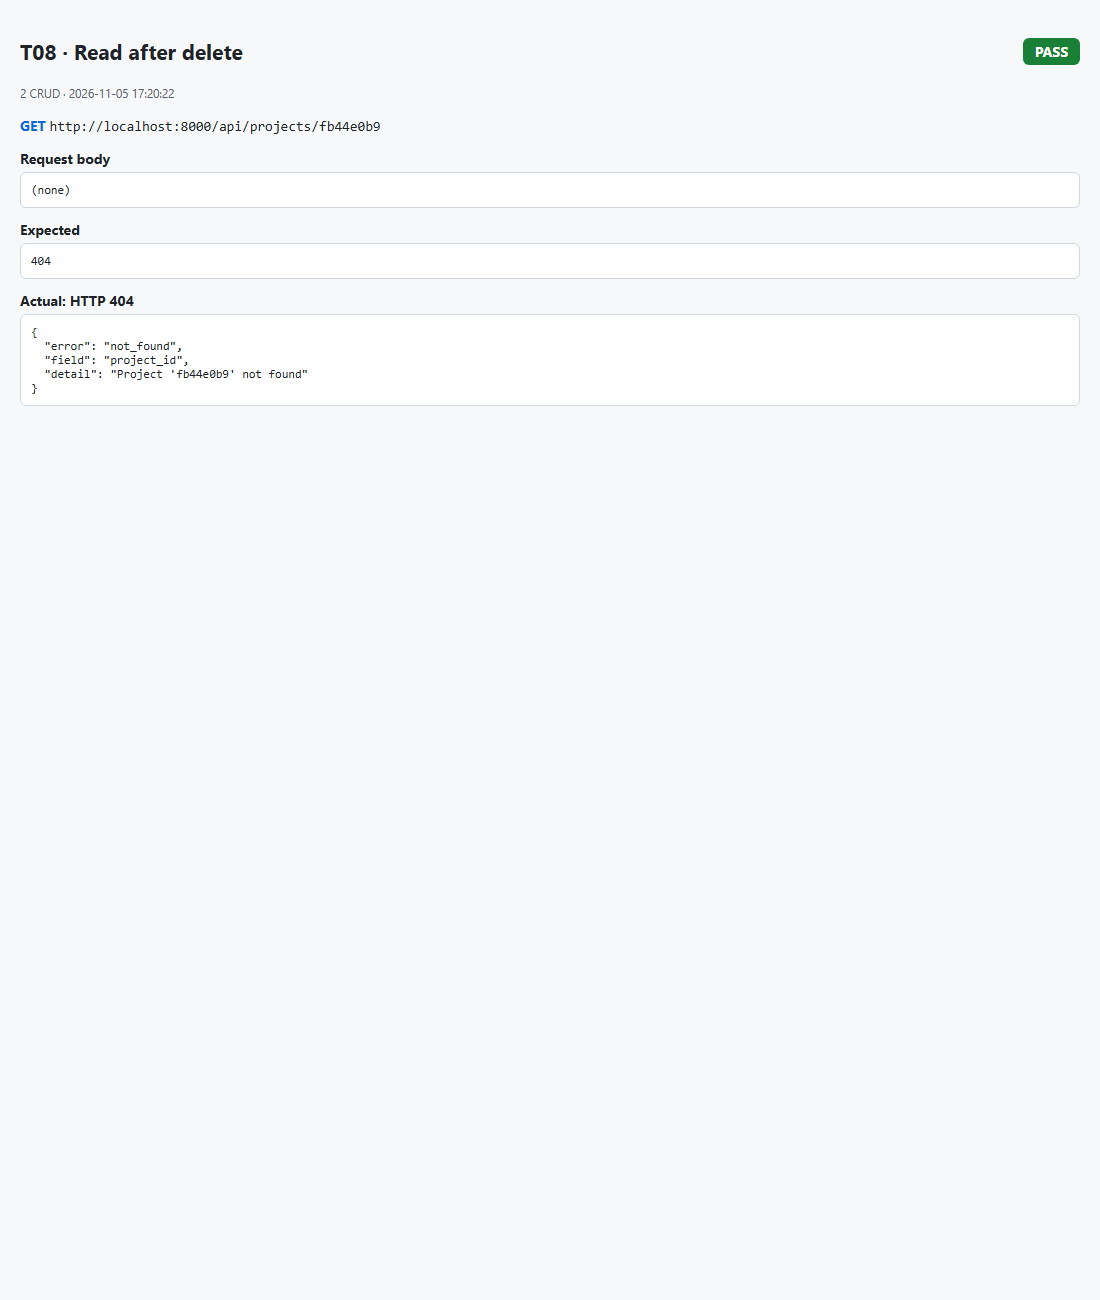 T08 · Read after delete
PASS
2 CRUD · 2026-11-05 17:20:22
GET http://localhost:8000/api/projects/fb44e0b9
Request body
(none)
Expected
404
Actual: HTTP 404
{
  "error": "not_found",
  "field": "project_id",
  "detail": "Project 'fb44e0b9' not found"
}